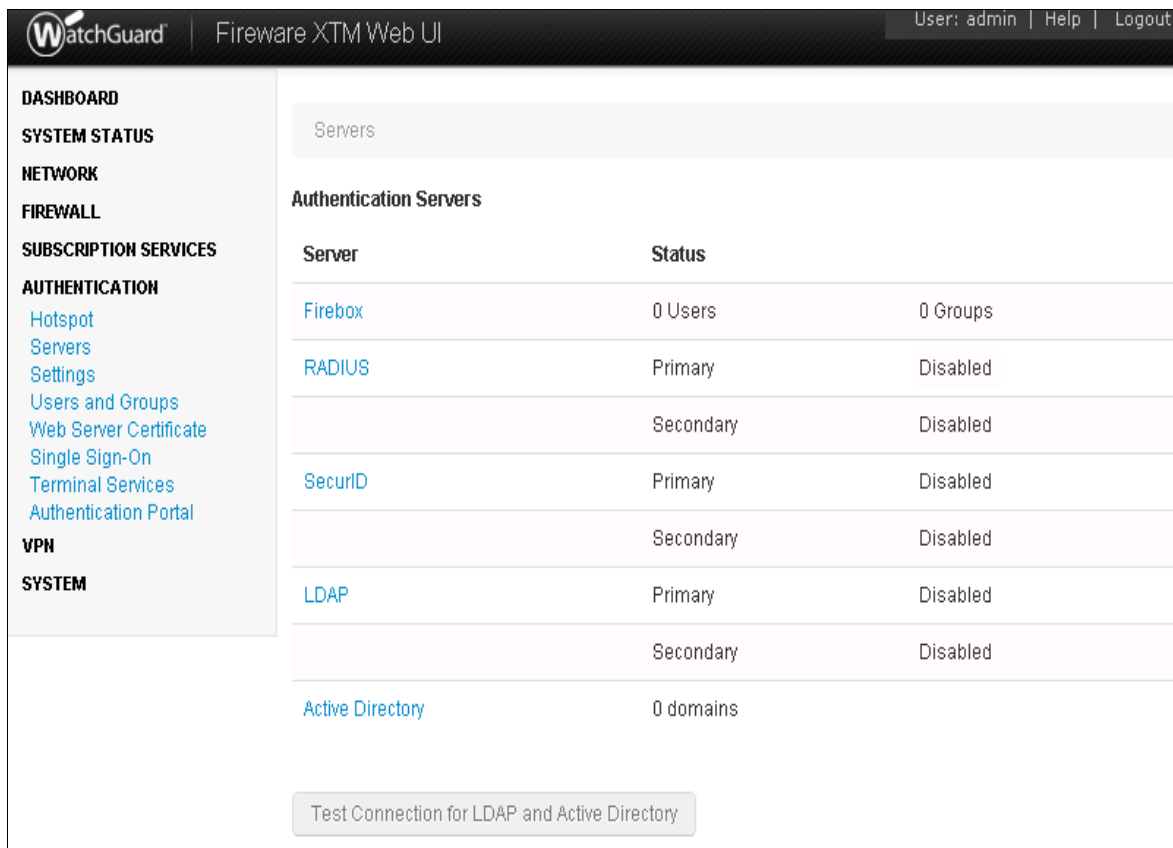 WatchGuard | Fireware XTM Web UI
User: admin | Help | Logout
DASHBOARD
SYSTEM STATUS
NETWORK
FIREWALL
SUBSCRIPTION SERVICES
AUTHENTICATION
Hotspot
Servers
Settings
Users and Groups
Web Server Certificate
Single Sign-On
Terminal Services
Authentication Portal
VPN
SYSTEM
Servers
Authentication Servers
Server Status
Firebox 0 Users 0 Groups
RADIUS Primary Disabled
Secondary Disabled
SecurID Primary Disabled
Secondary Disabled
LDAP Primary Disabled
Secondary Disabled
Active Directory 0 domains
Test Connection for LDAP and Active Directory